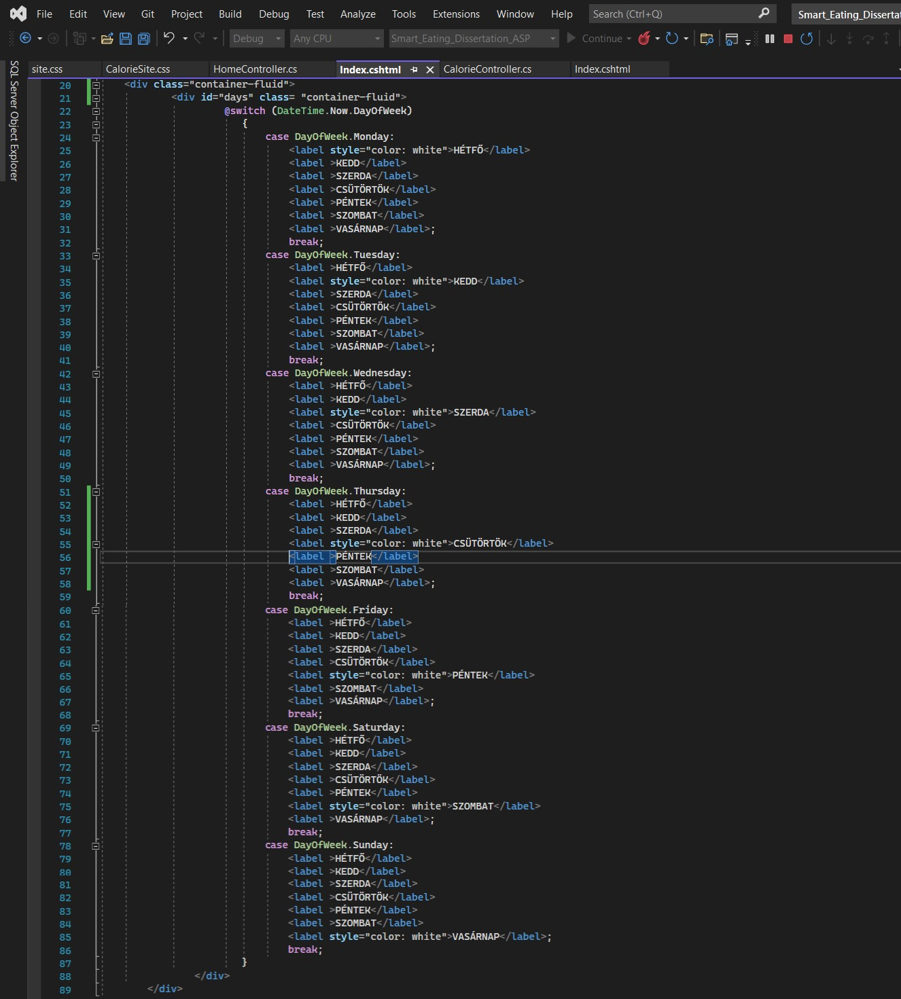 File Edit View Git Project Build Debug Test Analyze Tools Extensions Window Help Search (Ctrl+Q) Smart_Eating_Disserta
Debug Any CPU Smart_Eating_Dissertation_ASP Continue
SQL Server Object Explorer
site.css CalorieSite.css HomeController.cs Index.cshtml CalorieController.cs Index.cshtml
20 <div class="container-fluid">
21 <div id="days" class= "container-fluid">
22 @switch (DateTime.Now.DayOfWeek)
23 {
24 case DayOfWeek.Monday:
25 <label style="color: white">HÉTFŐ</label>
26 <label >KEDD</label>
27 <label >SZERDA</label>
28 <label >CSÜTÖRTÖK</label>
29 <label >PÉNTEK</label>
30 <label >SZOMBAT</label>
31 <label >VASÁRNAP</label>;
32 break;
33 case DayOfWeek.Tuesday:
34 <label >HÉTFŐ</label>
35 <label style="color: white">KEDD</label>
36 <label >SZERDA</label>
37 <label >CSÜTÖRTÖK</label>
38 <label >PÉNTEK</label>
39 <label >SZOMBAT</label>
40 <label >VASÁRNAP</label>;
41 break;
42 case DayOfWeek.Wednesday:
43 <label >HÉTFŐ</label>
44 <label >KEDD</label>
45 <label style="color: white">SZERDA</label>
46 <label >CSÜTÖRTÖK</label>
47 <label >PÉNTEK</label>
48 <label >SZOMBAT</label>
49 <label >VASÁRNAP</label>;
50 break;
51 case DayOfWeek.Thursday:
52 <label >HÉTFŐ</label>
53 <label >KEDD</label>
54 <label >SZERDA</label>
55 <label style="color: white">CSÜTÖRTÖK</label>
56 <label >PÉNTEK</label>
57 <label >SZOMBAT</label>
58 <label >VASÁRNAP</label>;
59 break;
60 case DayOfWeek.Friday:
61 <label >HÉTFŐ</label>
62 <label >KEDD</label>
63 <label >SZERDA</label>
64 <label >CSÜTÖRTÖK</label>
65 <label style="color: white">PÉNTEK</label>
66 <label >SZOMBAT</label>
67 <label >VASÁRNAP</label>;
68 break;
69 case DayOfWeek.Saturday:
70 <label >HÉTFŐ</label>
71 <label >KEDD</label>
72 <label >SZERDA</label>
73 <label >CSÜTÖRTÖK</label>
74 <label >PÉNTEK</label>
75 <label style="color: white">SZOMBAT</label>
76 <label >VASÁRNAP</label>;
77 break;
78 case DayOfWeek.Sunday:
79 <label >HÉTFŐ</label>
80 <label >KEDD</label>
81 <label >SZERDA</label>
82 <label >CSÜTÖRTÖK</label>
83 <label >PÉNTEK</label>
84 <label >SZOMBAT</label>
85 <label style="color: white">VASÁRNAP</label>;
86 break;
87 }
88 </div>
89 </div>